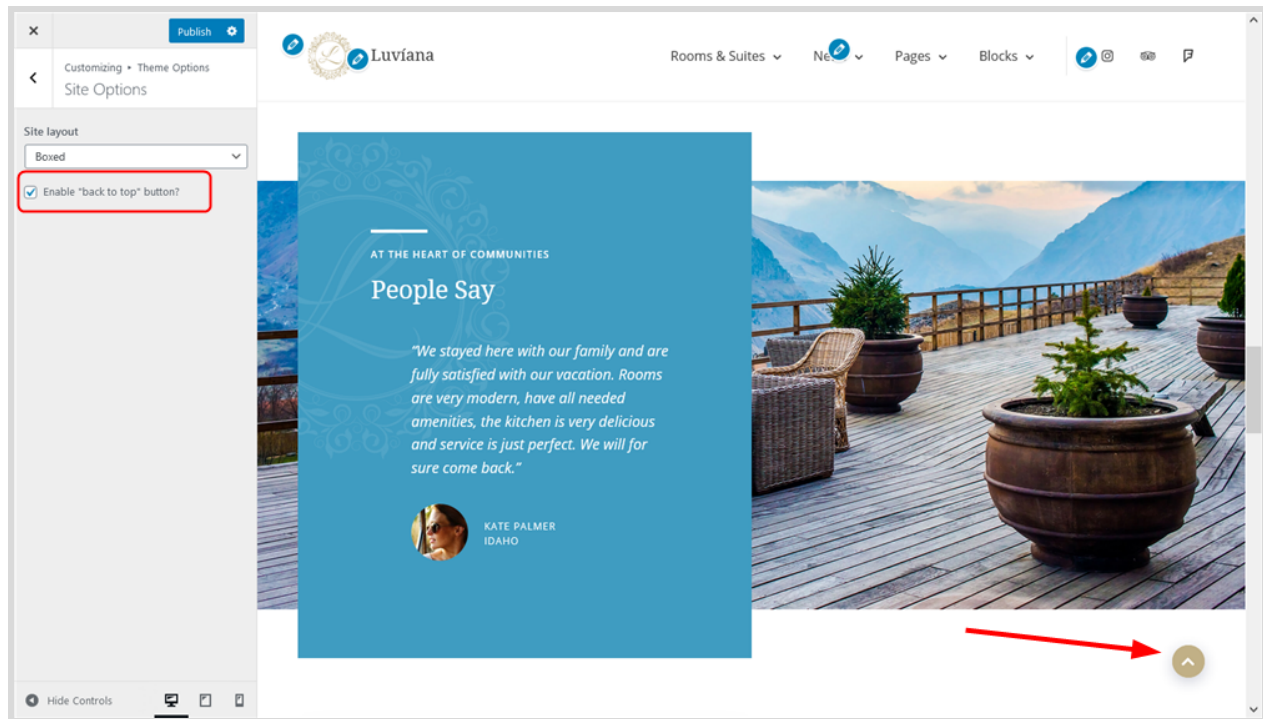 Publish
Customizing • Theme Options
Site Options
Site layout
Boxed
Enable "back to top" button?
Hide Controls
Luvíana
Rooms & Suites
Pages
Blocks
AT THE HEART OF COMMUNITIES
People Say
“We stayed here with our family and are
fully satisfied with our vacation. Rooms
are very modern, have all needed
amenities, the kitchen is very delicious
and service is just perfect. We will for
sure come back.”
KATE PALMER
IDAHO